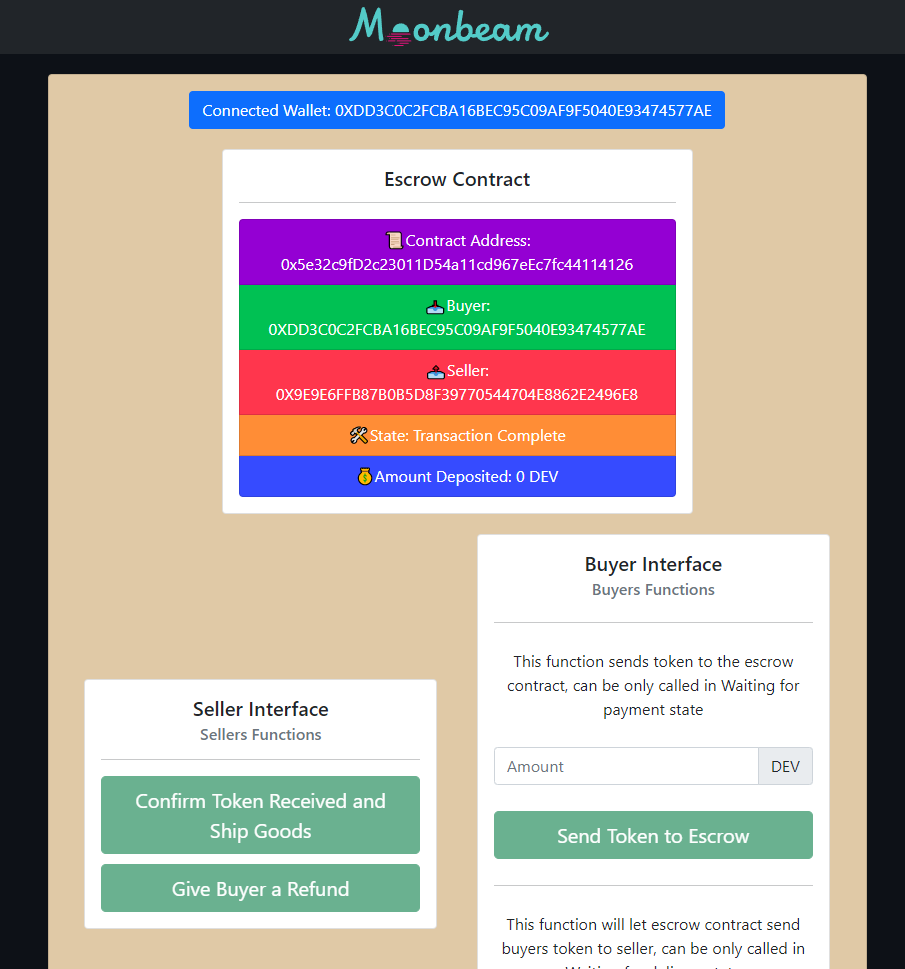 Moonbeam
Connected Wallet: 0XDD3C0C2FCBA16BEC95C09AF9F5040E93474577AE
Escrow Contract
📜Contract Address:
0x5e32c9fD2c23011D54a11cd967eEc7fc44114126
📥Buyer:
0XDD3C0C2FCBA16BEC95C09AF9F5040E93474577AE
📤Seller:
0X9E9E6FFB87B0B5D8F39770544704E8862E2496E8
🛠State: Transaction Complete
💰Amount Deposited: 0 DEV
Seller Interface
Sellers Functions
Confirm Token Received and
Ship Goods
Give Buyer a Refund
Buyer Interface
Buyers Functions
This function sends token to the escrow
contract, can be only called in Waiting for
payment state
Amount DEV
Send Token to Escrow
This function will let escrow contract send
buyers token to seller, can be only called in